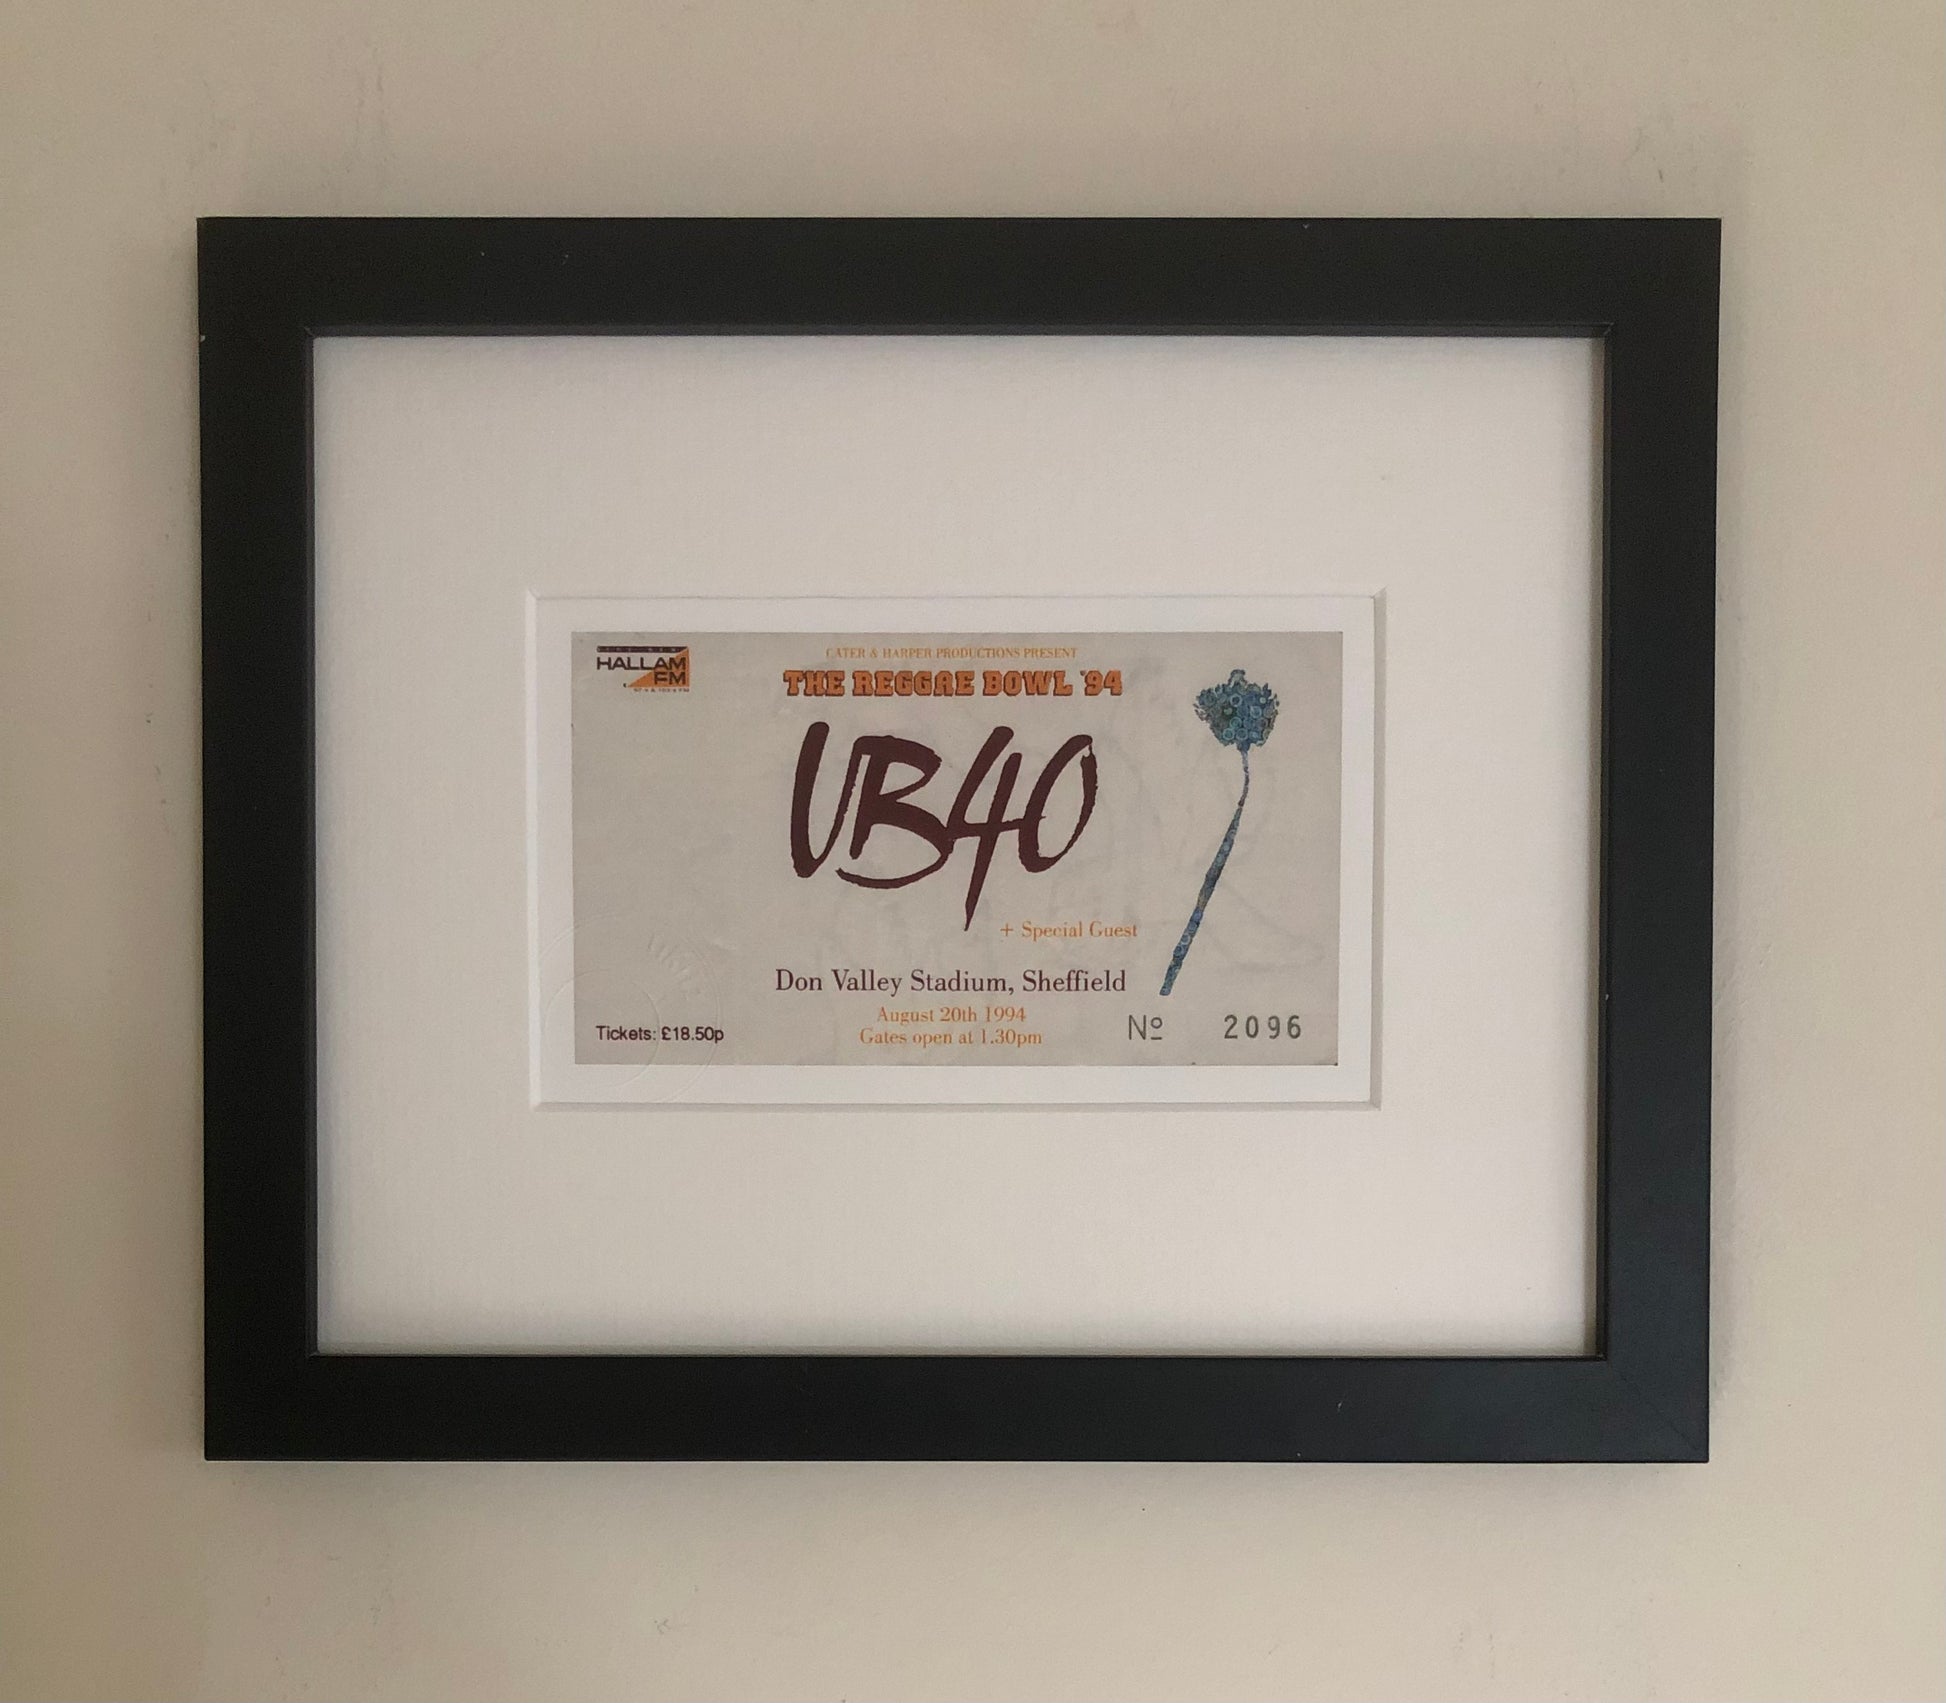 HALLAM
FM
CATER & HARPER PRODUCTIONS PRESENT
THE REGGAE BOWL '94
UB40
+ Special Guest
Don Valley Stadium, Sheffield
August 20th 1994
Gates open at 1.30pm
Tickets: £18.50p
Nº 2096